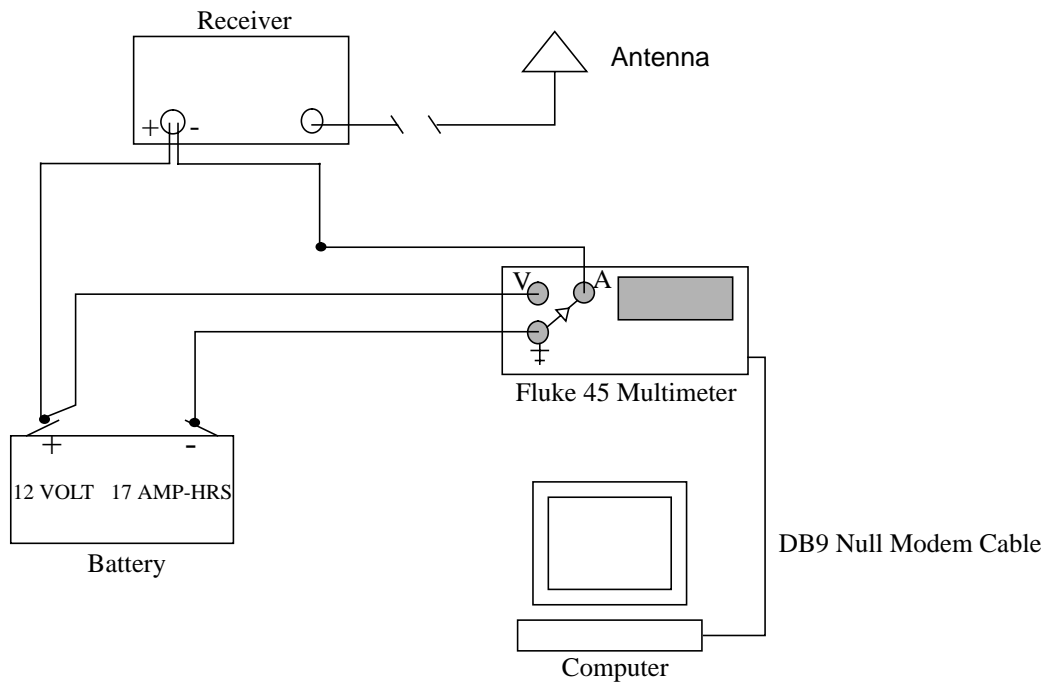 Receiver
Antenna
+ -
V A
Fluke 45 Multimeter
+ -
12 VOLT 17 AMP-HRS
Battery
DB9 Null Modem Cable
Computer